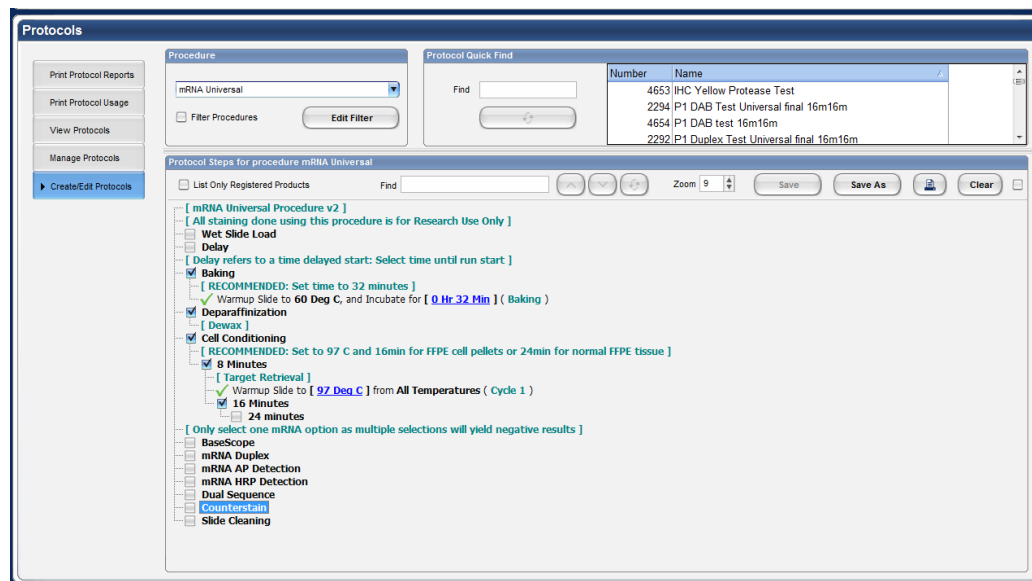 Protocols
Print Protocol Reports
Print Protocol Usage
View Protocols
Manage Protocols
Create/Edit Protocols
Procedure
mRNA Universal
Filter Procedures
Edit Filter
Protocol Quick Find
Find
Number Name
4653 IHC Yellow Protease Test
2294 P1 DAB Test Universal final 16m16m
4654 P1 DAB test 16m16m
2292 P1 Duplex Test Universal final 16m16m
Protocol Steps for procedure mRNA Universal
List Only Registered Products Find Zoom 9 Save Save As Clear
[ mRNA Universal Procedure v2 ]
[ All staining done using this procedure is for Research Use Only ]
Wet Slide Load
Delay
[ Delay refers to a time delayed start: Select time until run start ]
Baking
[ RECOMMENDED: Set time to 32 minutes ]
Warmup Slide to 60 Deg C, and Incubate for [ 0 Hr 32 Min ] ( Baking )
Deparaffinization
[ Dewax ]
Cell Conditioning
[ RECOMMENDED: Set to 97 C and 16min for FFPE cell pellets or 24min for normal FFPE tissue ]
8 Minutes
[ Target Retrieval ]
Warmup Slide to [ 97 Deg C ] from All Temperatures ( Cycle 1 )
16 Minutes
24 minutes
[ Only select one mRNA option as multiple selections will yield negative results ]
BaseScope
mRNA Duplex
mRNA AP Detection
mRNA HRP Detection
Dual Sequence
Counterstain
Slide Cleaning